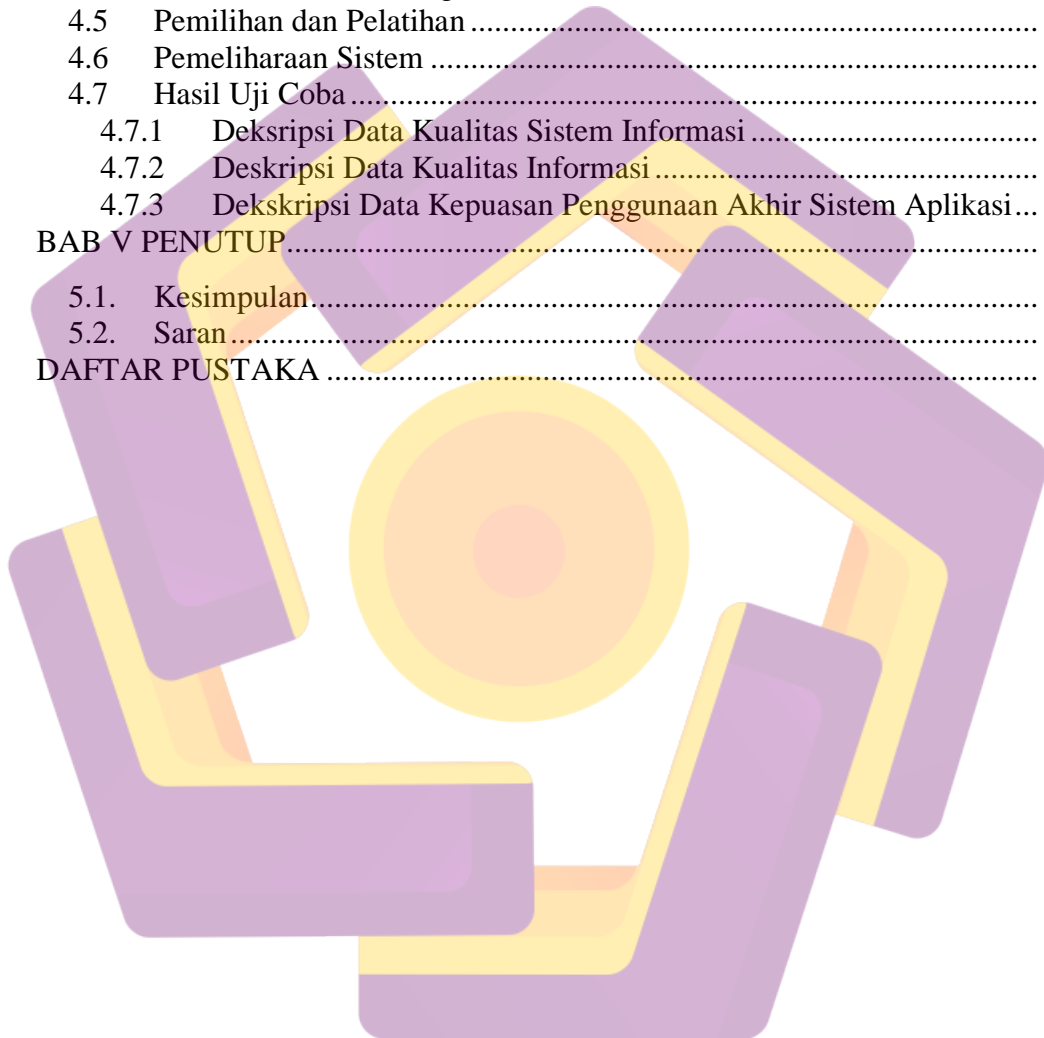 4.5 Pemilihan dan Pelatihan ................................................................
4.6 Pemeliharaan Sistem ................................................................
4.7 Hasil Uji Coba ................................................................
4.7.1 Deksripsi Data Kualitas Sistem Informasi ................................
4.7.2 Deskripsi Data Kualitas Informasi ................................
4.7.3 Dekskripsi Data Kepuasan Penggunaan Akhir Sistem Aplikasi ...
BAB V PENUTUP ................................................................
5.1. Kesimpulan ................................................................
5.2. Saran ................................................................
DAFTAR PUSTAKA ................................................................